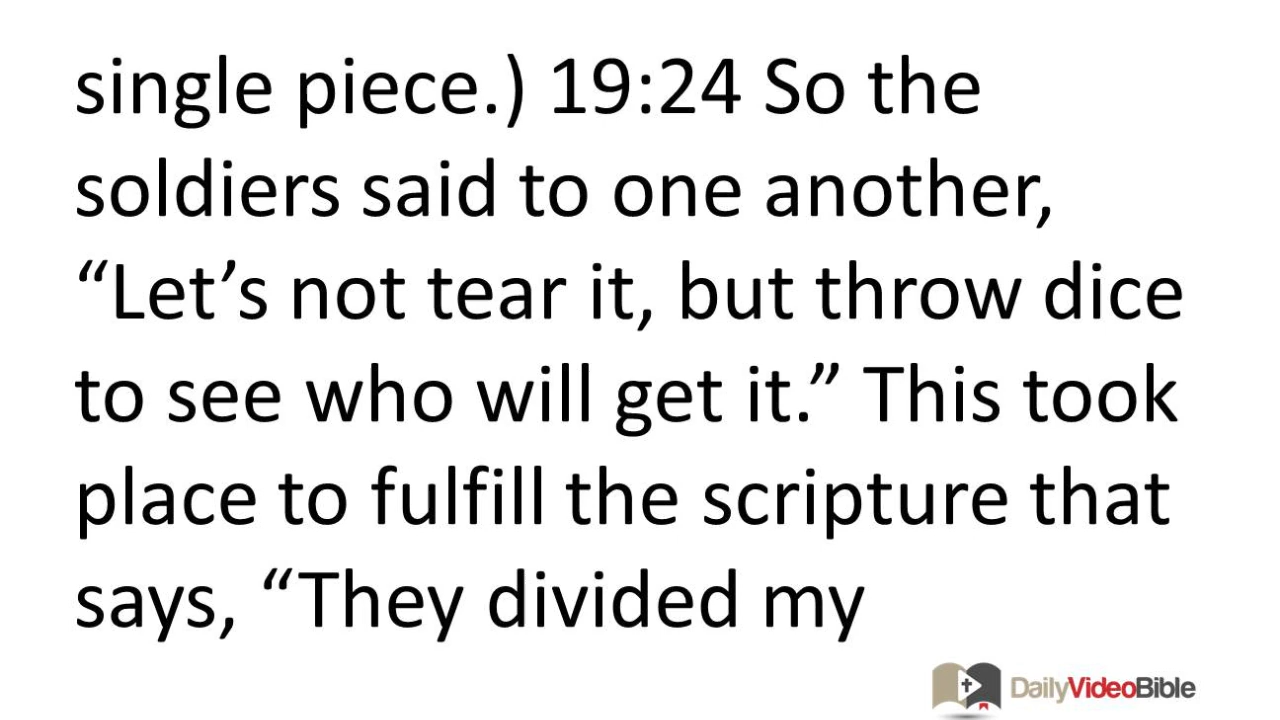 single piece.) 19:24 So the
soldiers said to one another,
“Let’s not tear it, but throw dice
to see who will get it.” This took
place to fulfill the scripture that
says, “They divided my
DailyVideoBible